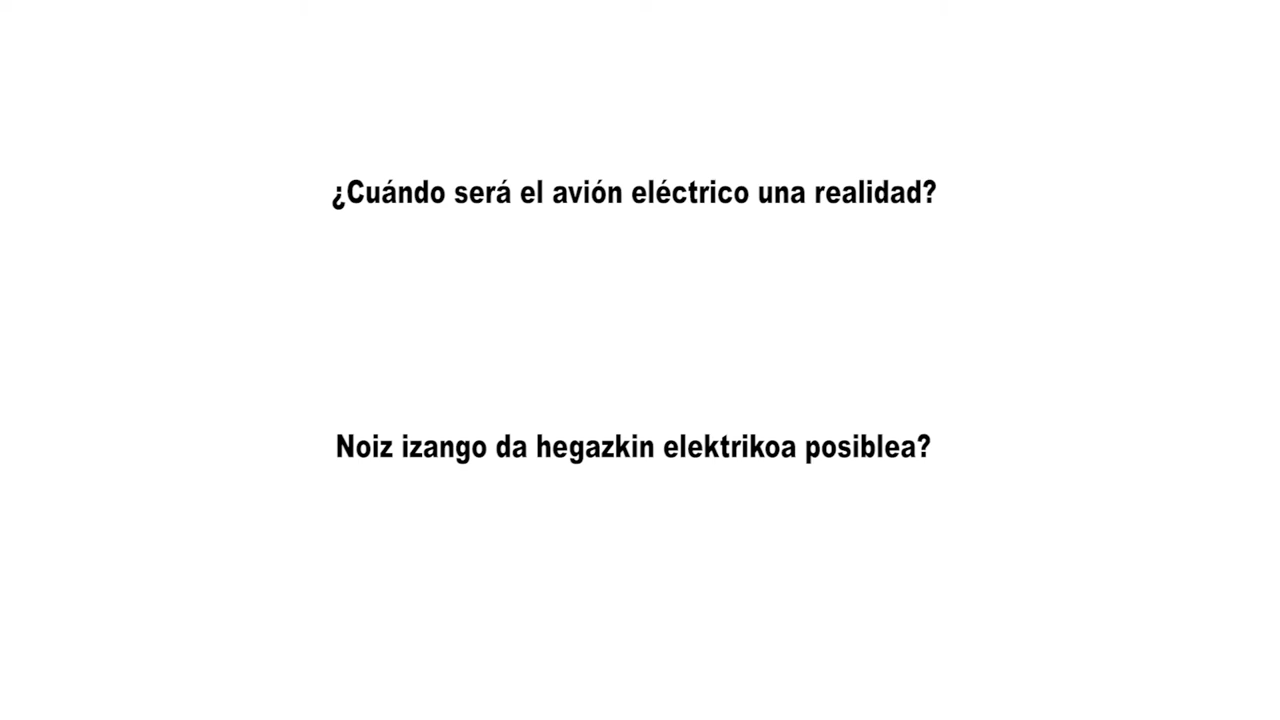 ¿Cuándo será el avión eléctrico una realidad?
Noiz izango da hegazkin elektrikoa posiblea?